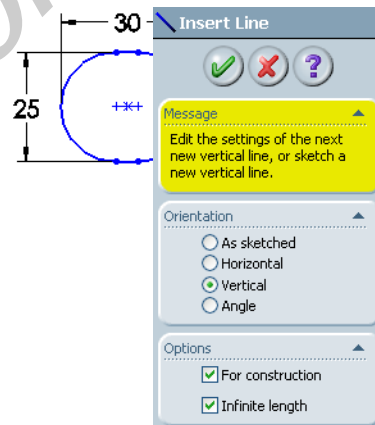 30
25
Insert Line
?
Message
Edit the settings of the next
new vertical line, or sketch a
new vertical line.
Orientation
As sketched
Horizontal
Vertical
Angle
Options
For construction
Infinite length